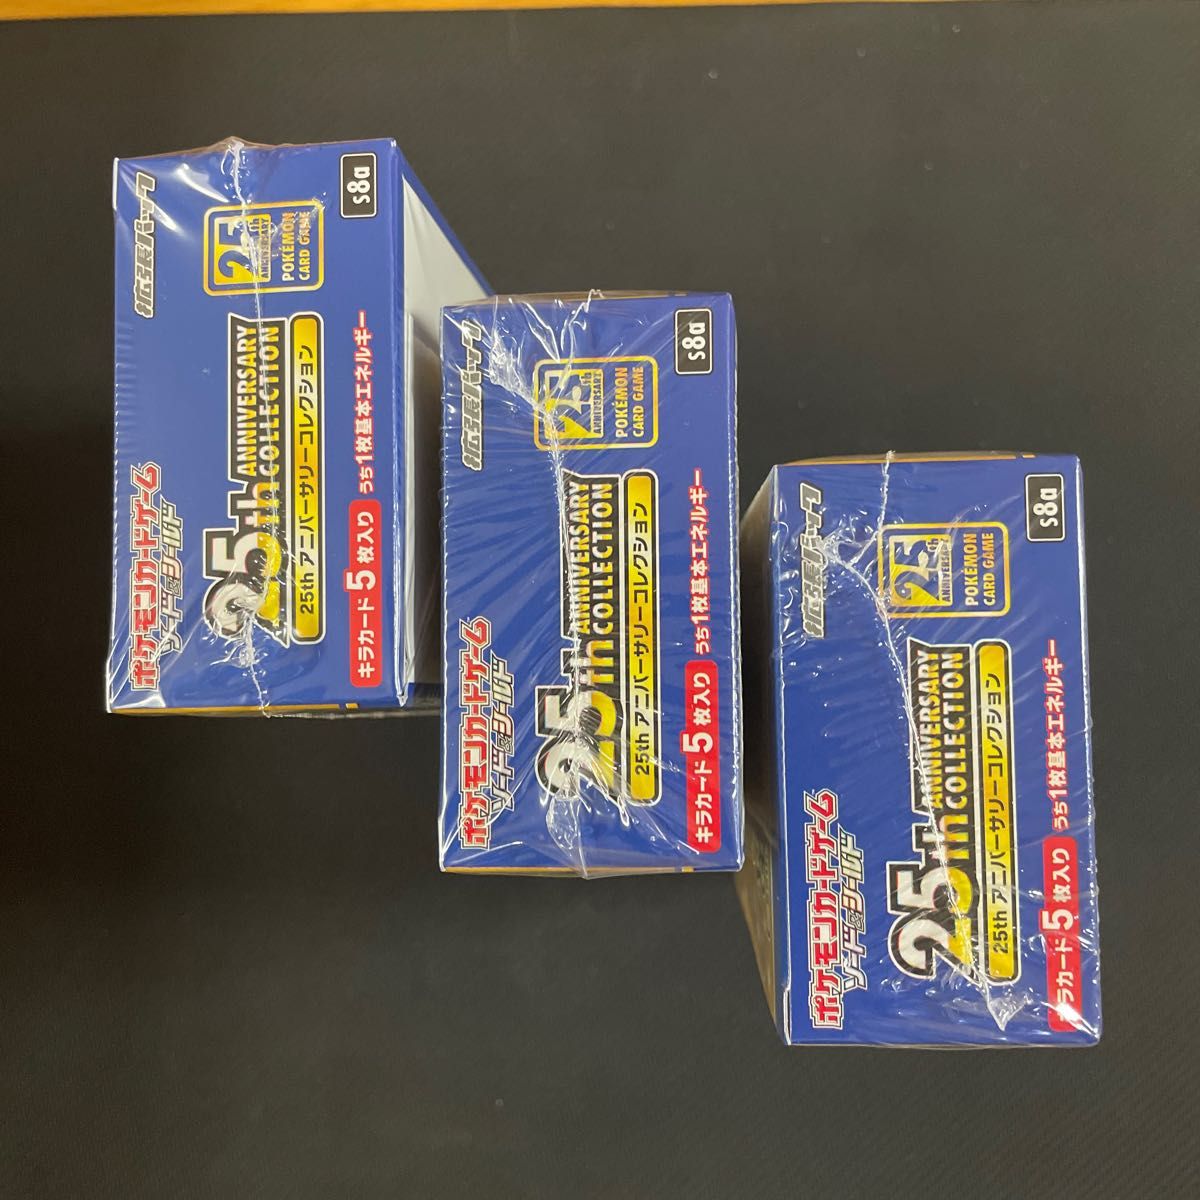 拡張パック
25th
ANNIVERSARY
POKÉMON
CARD GAME
s8a
ポケモンカードゲーム
ソード&シールド
25th ANNIVERSARY
COLLECTION
25th アニバーサリーコレクション
キラカード5枚入り うち1枚基本エネルギー
拡張パック
25th
ANNIVERSARY
POKÉMON
CARD GAME
s8a
ポケモンカードゲーム
ソード&シールド
25th ANNIVERSARY
COLLECTION
25th アニバーサリーコレクション
キラカード5枚入り うち1枚基本エネルギー
拡張パック
25th
ANNIVERSARY
POKÉMON
CARD GAME
s8a
ポケモンカードゲーム
ソード&シールド
25th ANNIVERSARY
COLLECTION
25th アニバーサリーコレクション
キラカード5枚入り うち1枚基本エネルギー